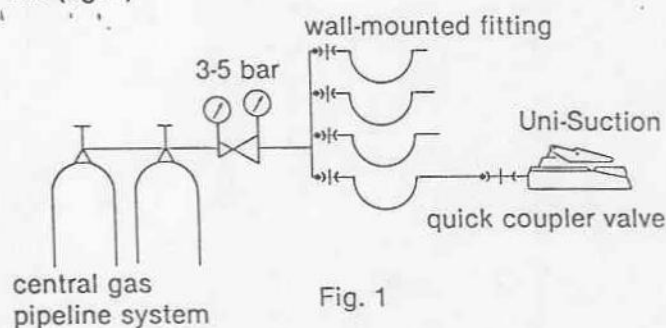 wall-mounted fitting
3-5 bar
Uni-Suction
quick coupler valve
central gas
pipeline system
Fig. 1